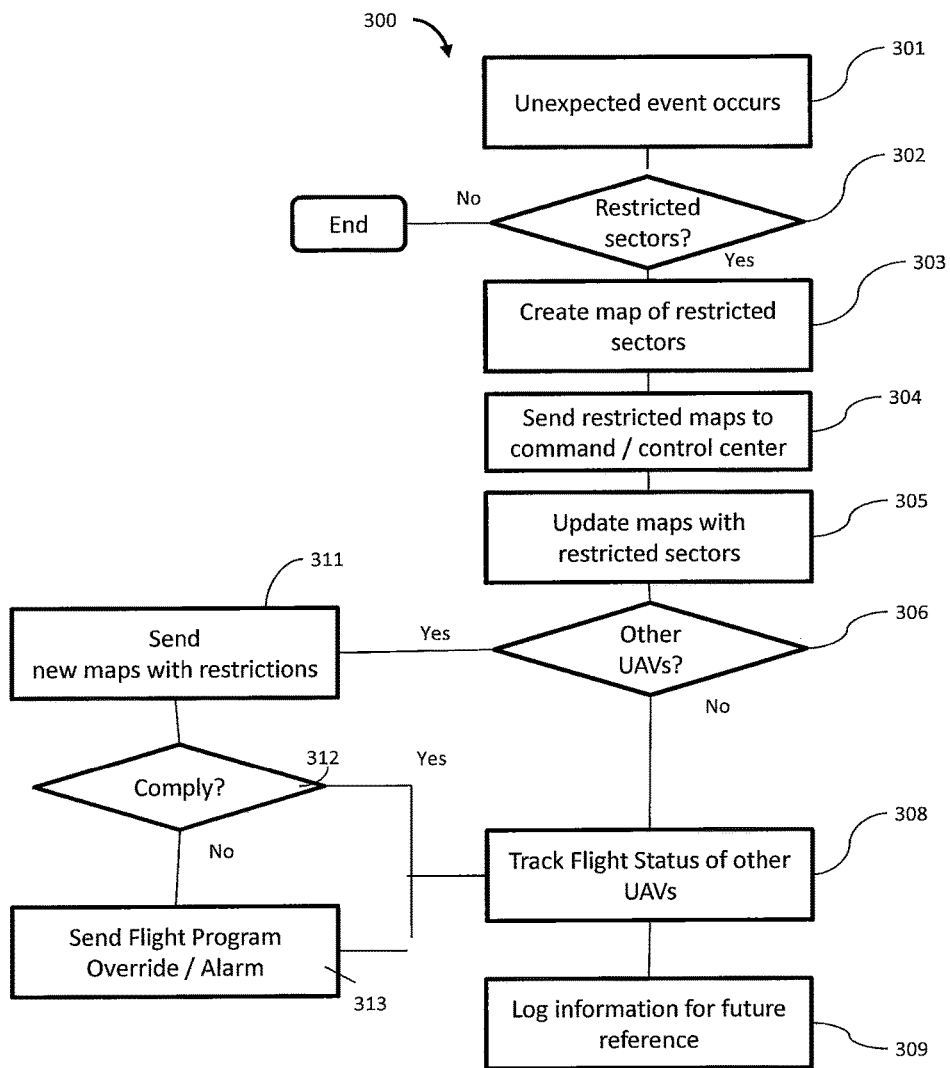 300
301
Unexpected event occurs
302
No
End
Restricted
sectors?
Yes
303
Create map of restricted
sectors
304
Send restricted maps to
command / control center
305
Update maps with
restricted sectors
311
Send
new maps with restrictions
Yes
306
Other
UAVs?
No
312
Comply?
Yes
No
308
Track Flight Status of other
UAVs
Send Flight Program
Override / Alarm
313
Log information for future
reference
309